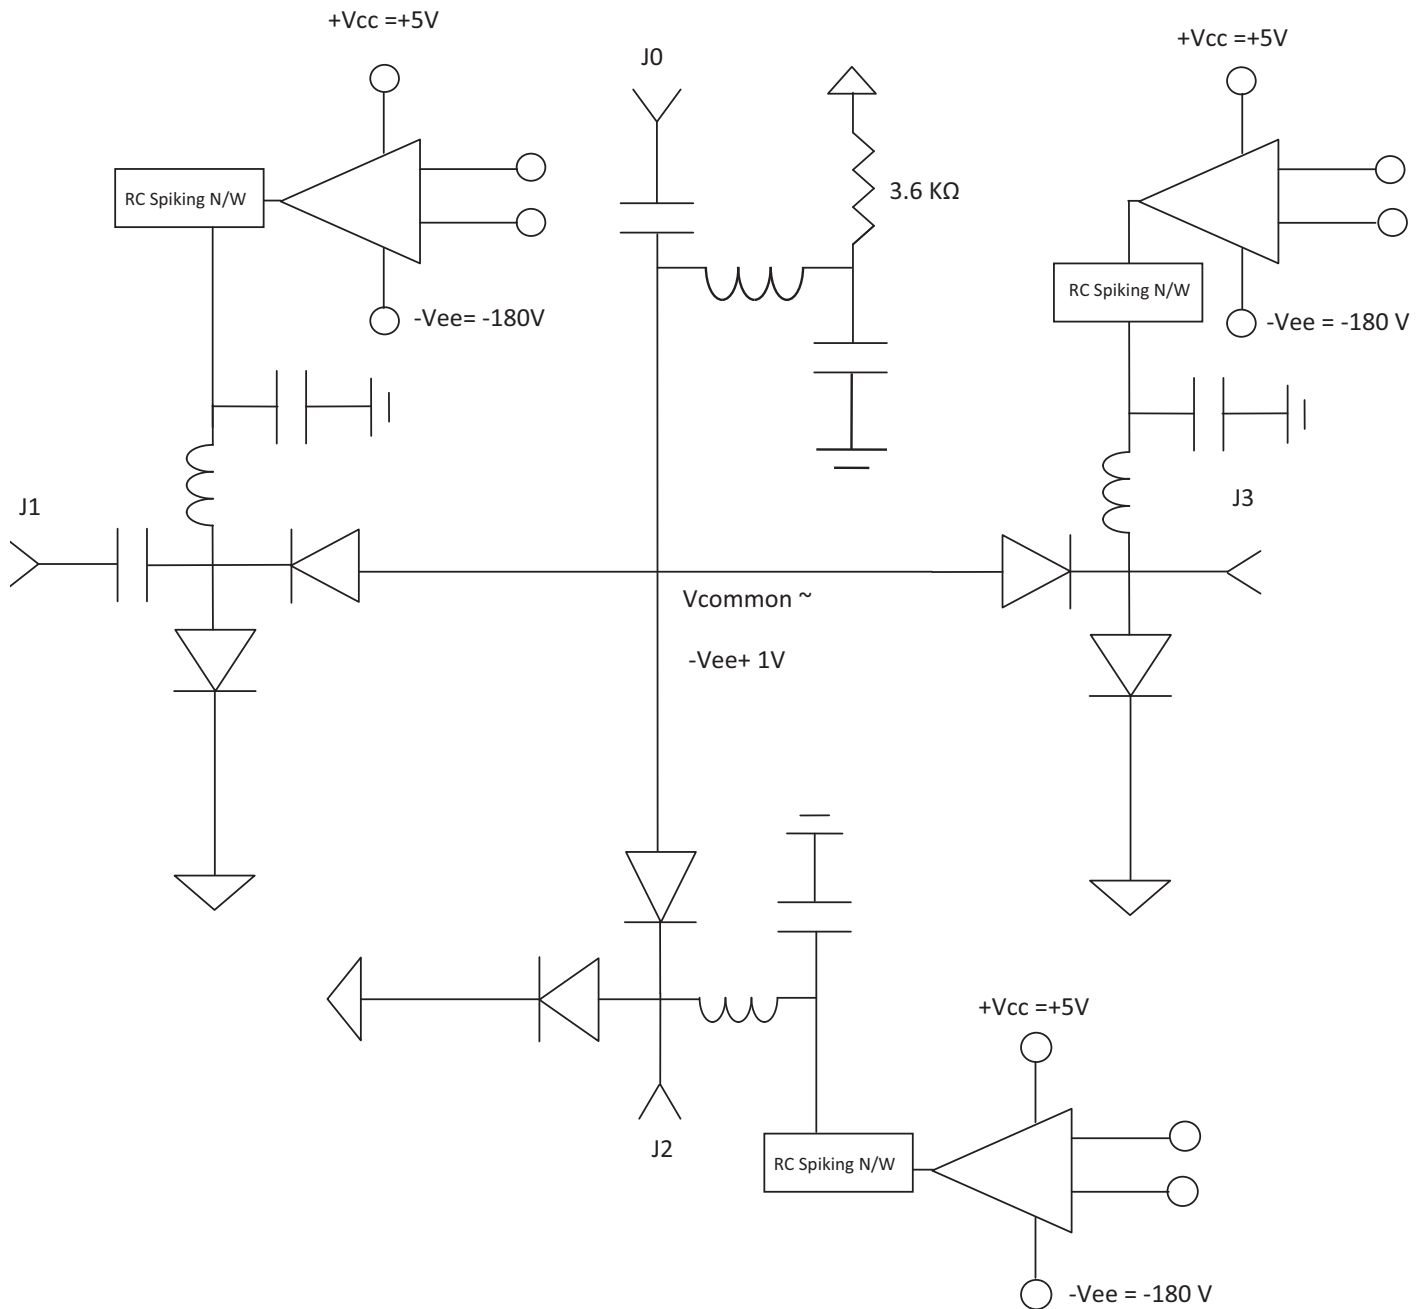 +Vcc =+5V
J0
+Vcc =+5V
RC Spiking N/W
3.6 KΩ
RC Spiking N/W
-Vee= -180V
-Vee = -180 V
J1
J3
Vcommon ~
-Vee+ 1V
+Vcc =+5V
J2
RC Spiking N/W
-Vee = -180 V